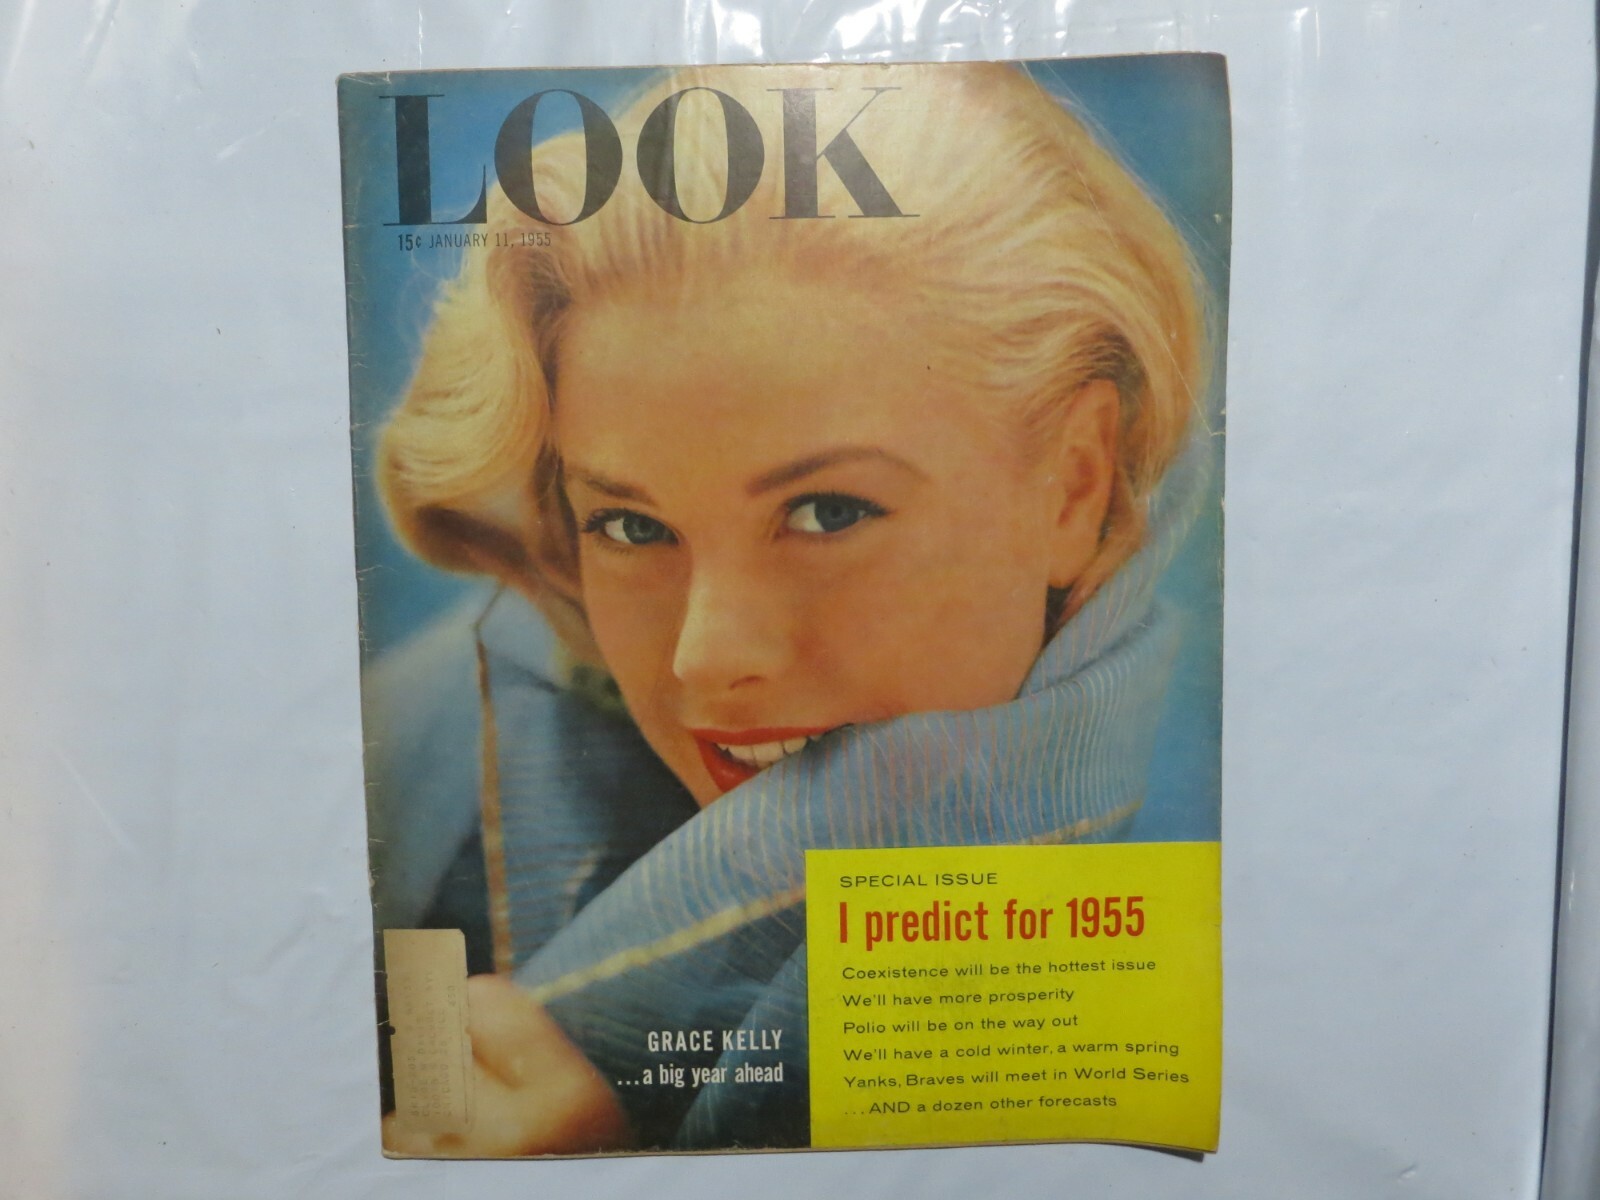 LOOK
15¢ JANUARY 11, 1955
SPECIAL ISSUE
I predict for 1955
Coexistence will be the hottest issue
We'll have more prosperity
Polio will be on the way out
We'll have a cold winter, a warm spring
Yanks, Braves will meet in World Series
...AND a dozen other forecasts
GRACE KELLY
...a big year ahead